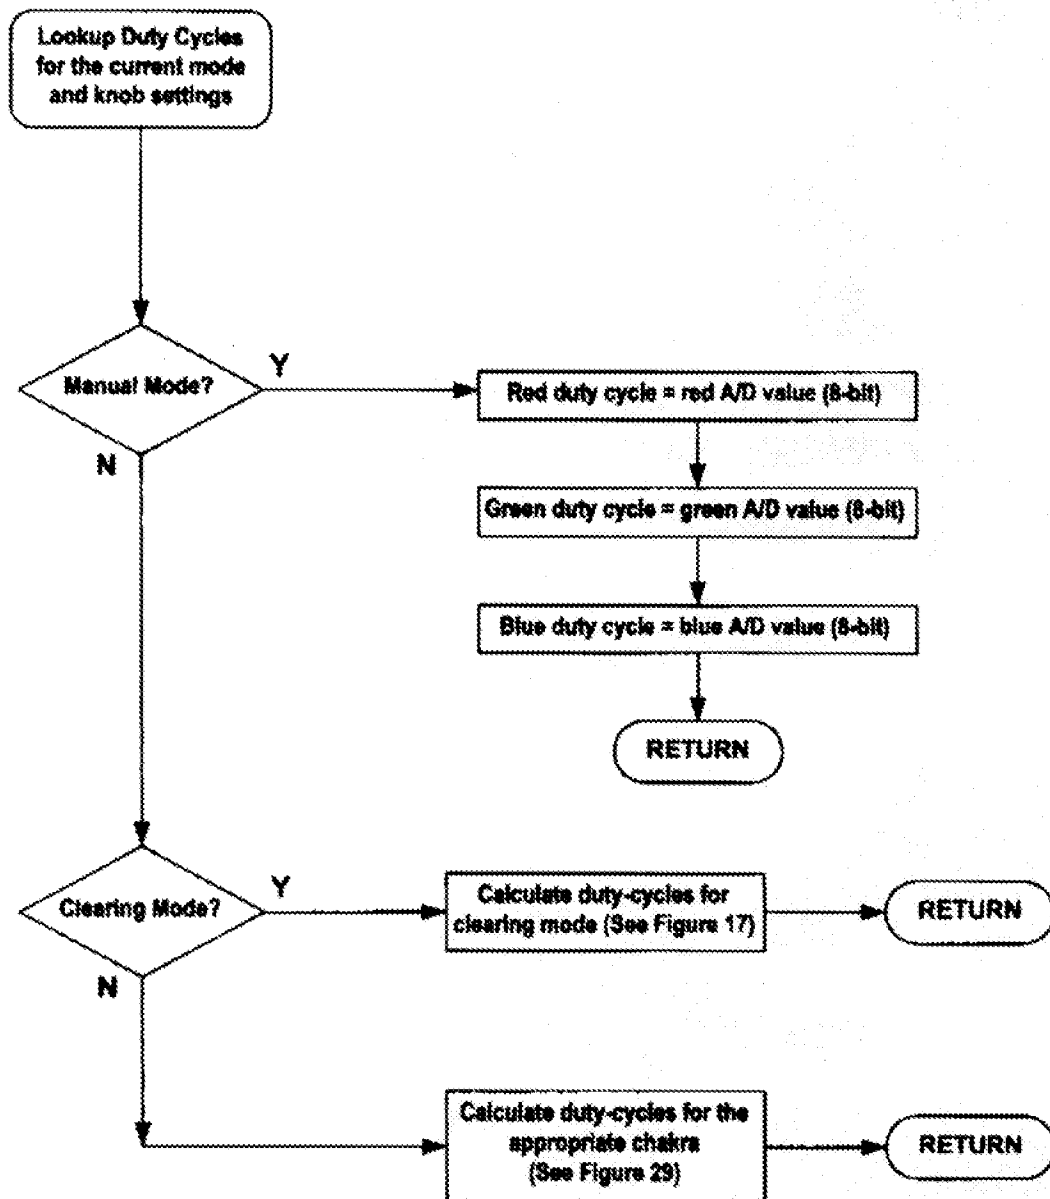 Lookup Duty Cycles
for the current mode
and knob settings
Manual Mode?
Y
N
Red duty cycle = red A/D value (8-bit)
Green duty cycle = green A/D value (8-bit)
Blue duty cycle = blue A/D value (8-bit)
RETURN
Clearing Mode?
Y
N
Calculate duty-cycles for
clearing mode (See Figure 17)
RETURN
Calculate duty-cycles for the
appropriate chakra
(See Figure 29)
RETURN